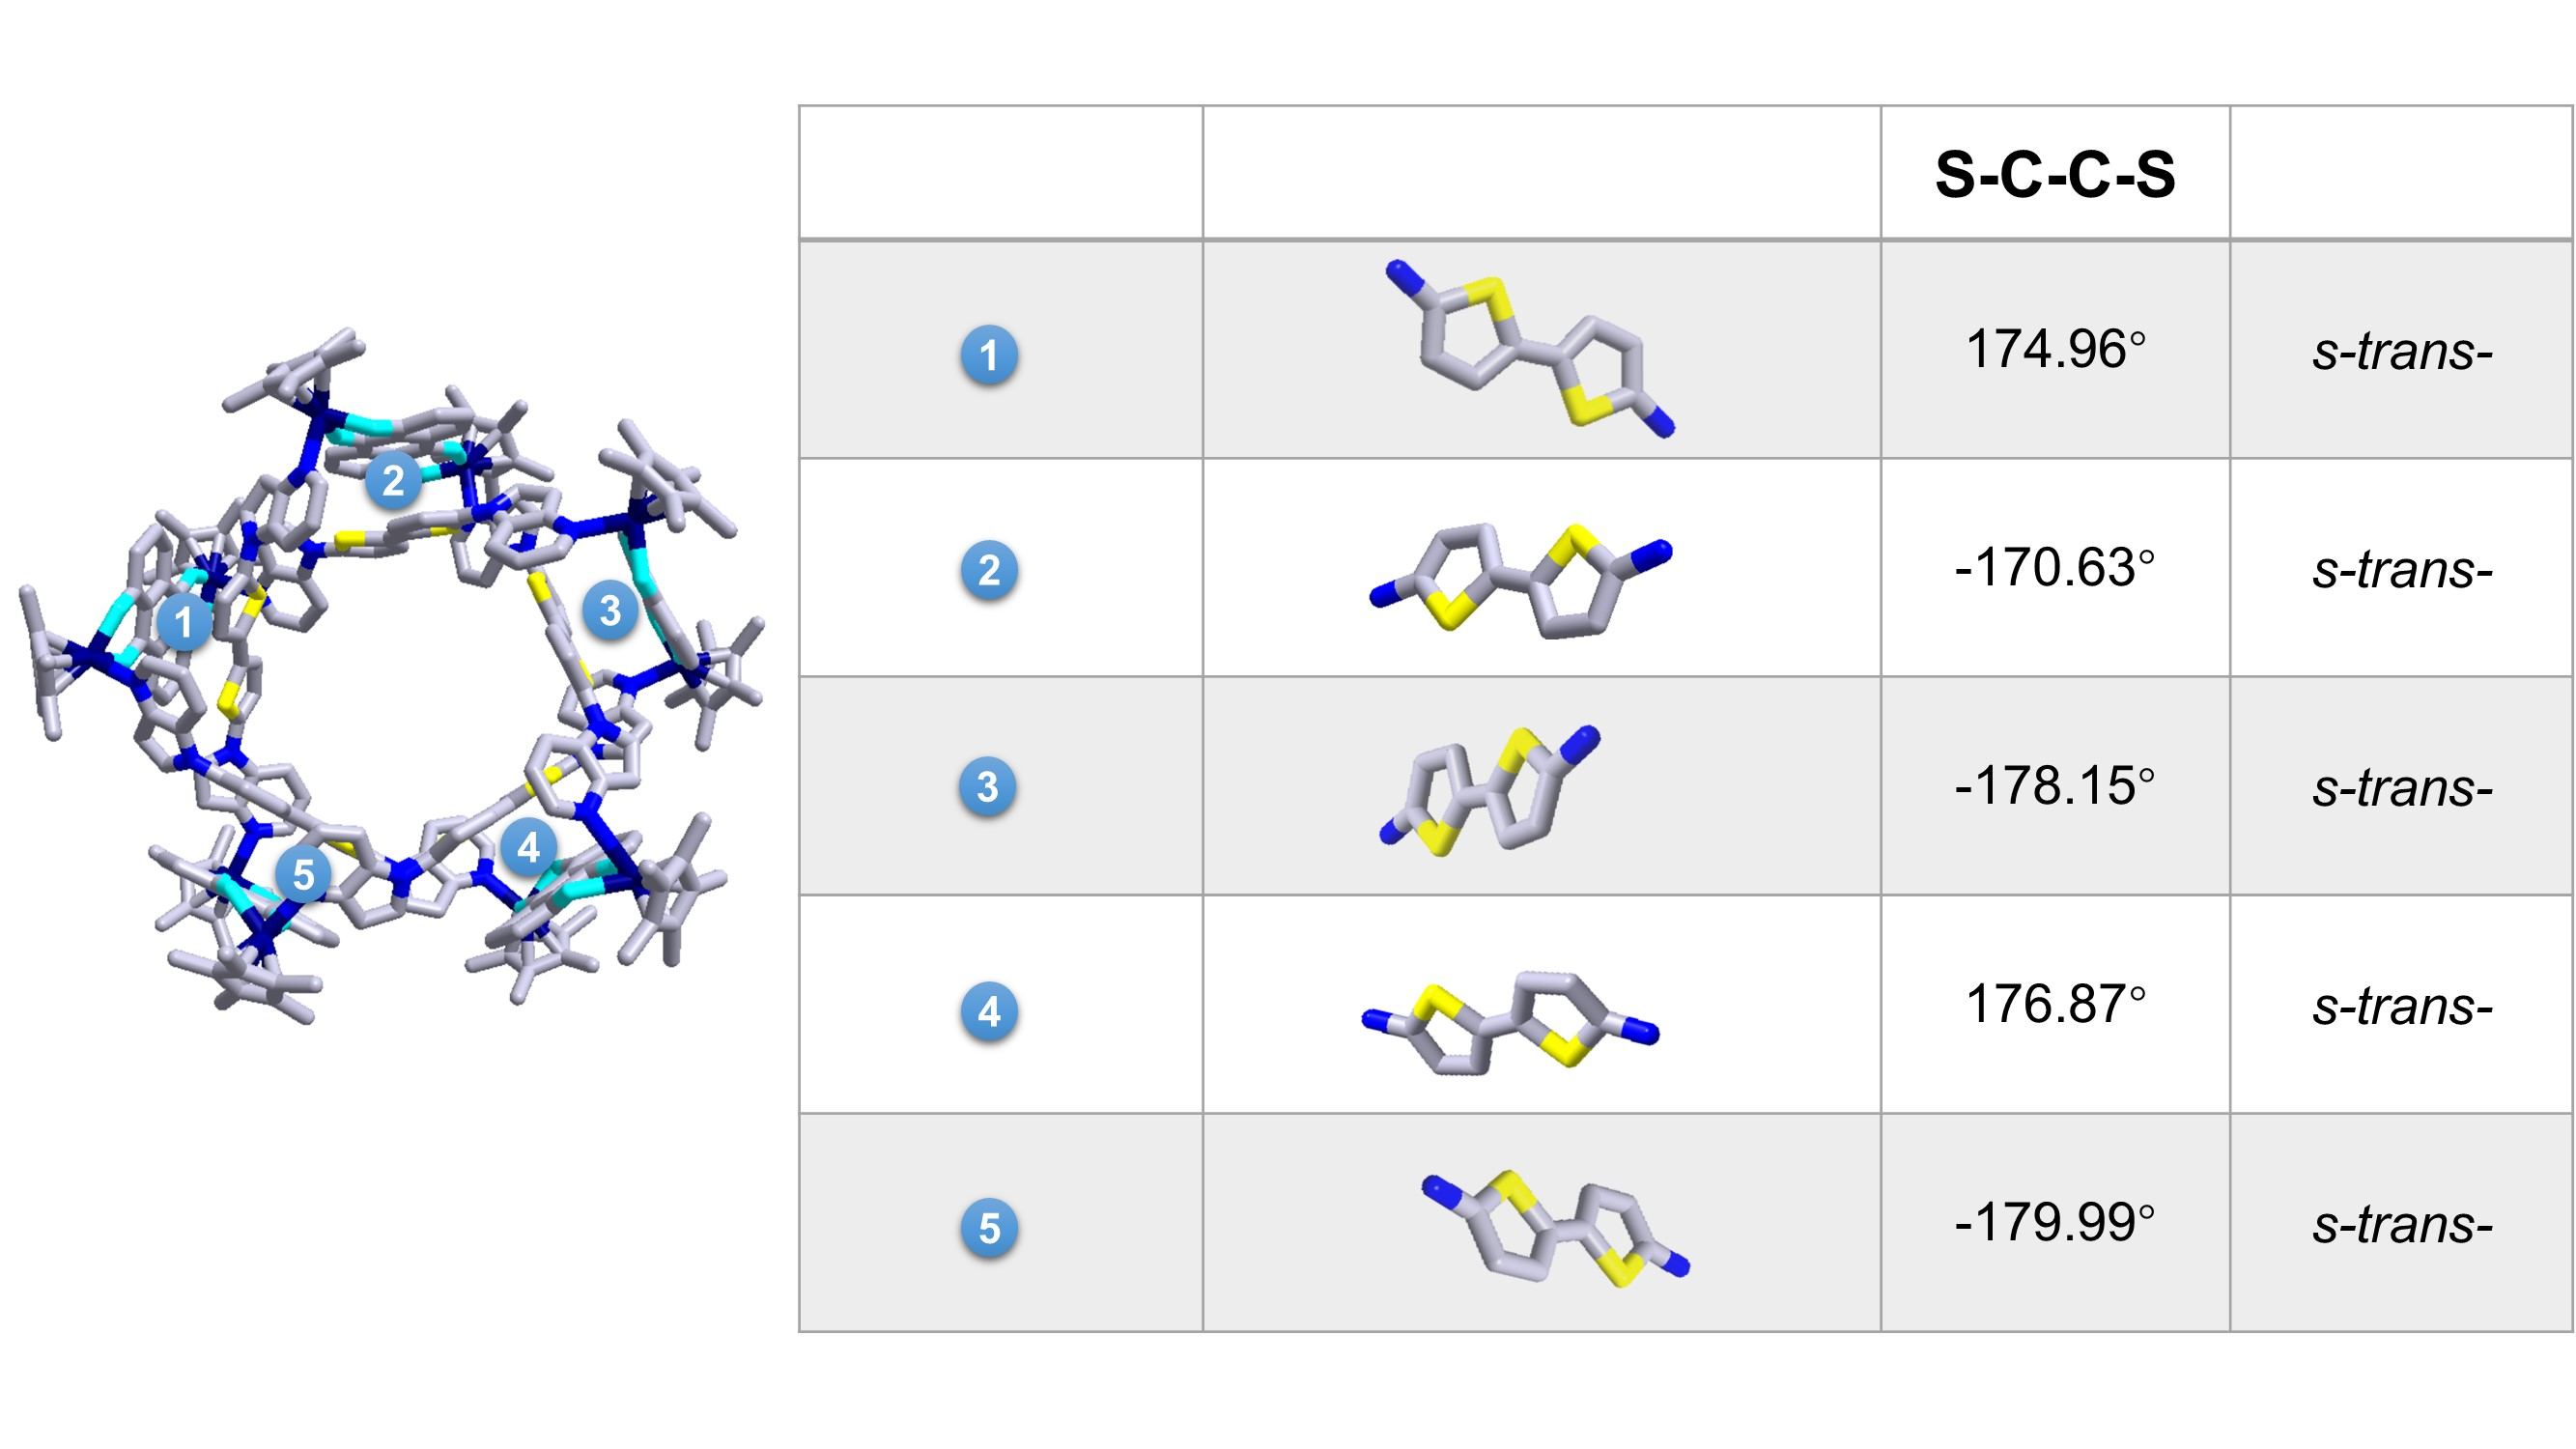 2
1
3
4
5
S-C-C-S
1 174.96° s-trans-
2 -170.63° s-trans-
3 -178.15° s-trans-
4 176.87° s-trans-
5 -179.99° s-trans-